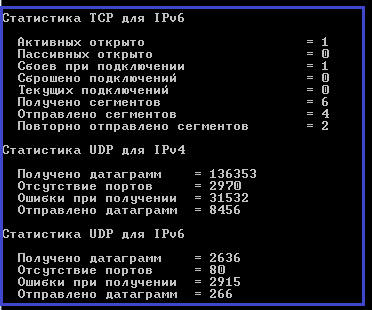 Статистика TCP для IPv6
Активных открыто = 1
Пассивных открыто = 0
Сбоев при подключении = 1
Сброшено подключений = 0
Текущих подключений = 0
Получено сегментов = 6
Отправлено сегментов = 4
Повторно отправлено сегментов = 2
Статистика UDP для IPv4
Получено датаграмм = 136353
Отсутствие портов = 2970
Ошибки при получении = 31532
Отправлено датаграмм = 8456
Статистика UDP для IPv6
Получено датаграмм = 2636
Отсутствие портов = 80
Ошибки при получении = 2915
Отправлено датаграмм = 266